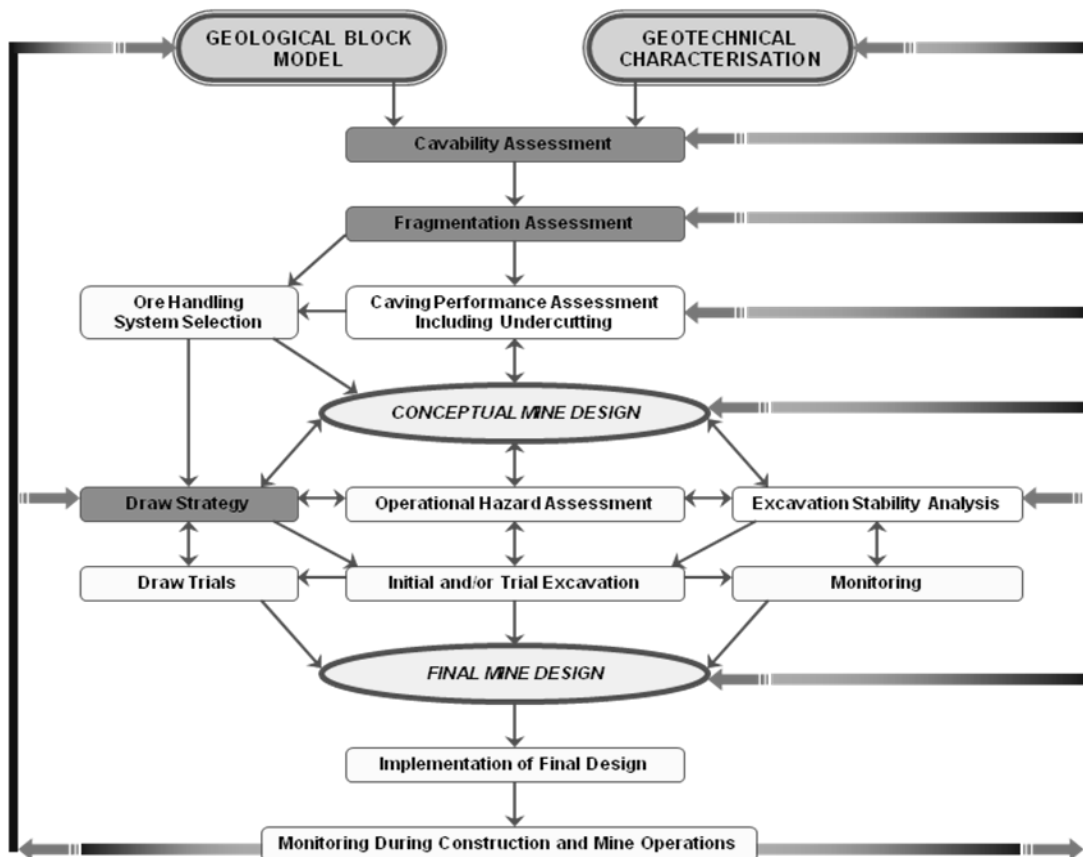 GEOLOGICAL BLOCK
MODEL
GEOTECHNICAL
CHARACTERISATION
Cavability Assessment
Fragmentation Assessment
Ore Handling
System Selection
Caving Performance Assessment
Including Undercutting
CONCEPTUAL MINE DESIGN
Draw Strategy
Operational Hazard Assessment
Excavation Stability Analysis
Draw Trials
Initial and/or Trial Excavation
Monitoring
FINAL MINE DESIGN
Implementation of Final Design
Monitoring During Construction and Mine Operations